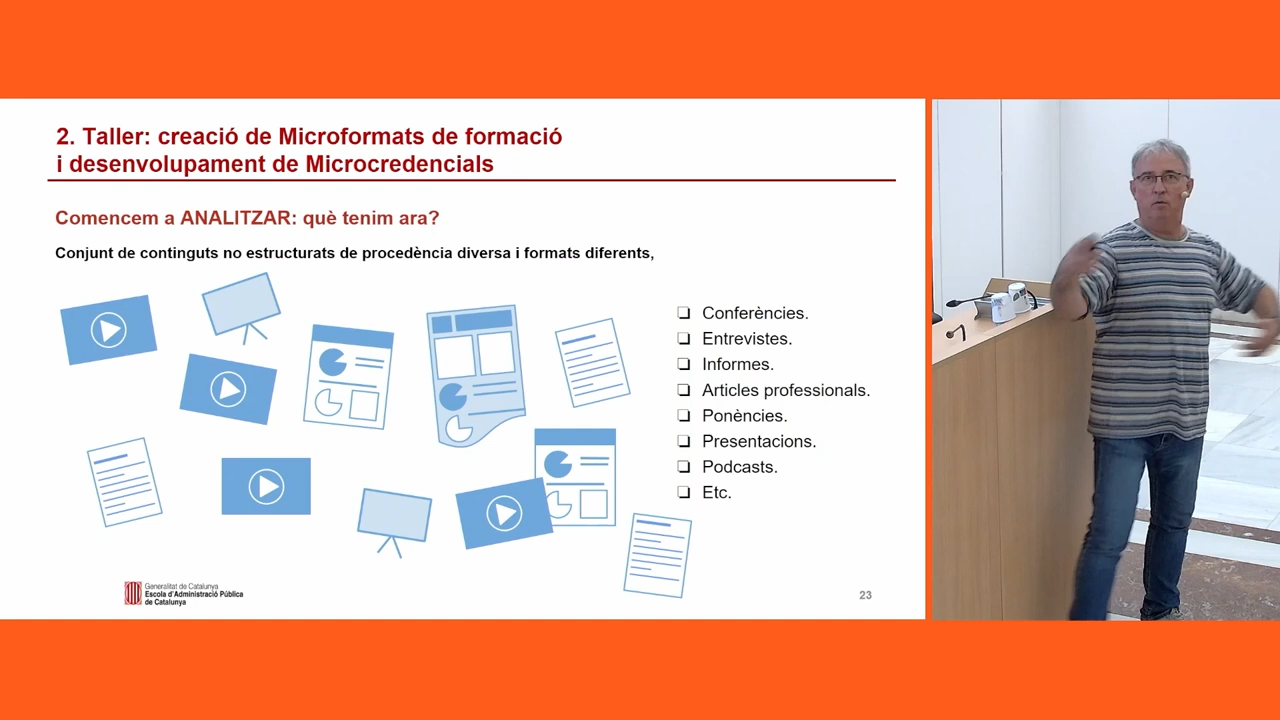 2. Taller: creació de Microformats de formació
i desenvolupament de Microcredencials
Comencem a ANALITZAR: què tenim ara?
Conjunt de continguts no estructurats de procedència diversa i formats diferents,
❏ Conferències.
❏ Entrevistes.
❏ Informes.
❏ Articles professionals.
❏ Ponències.
❏ Presentacions.
❏ Podcasts.
❏ Etc.
Generalitat de Catalunya
Escola d'Administració Pública
de Catalunya
23